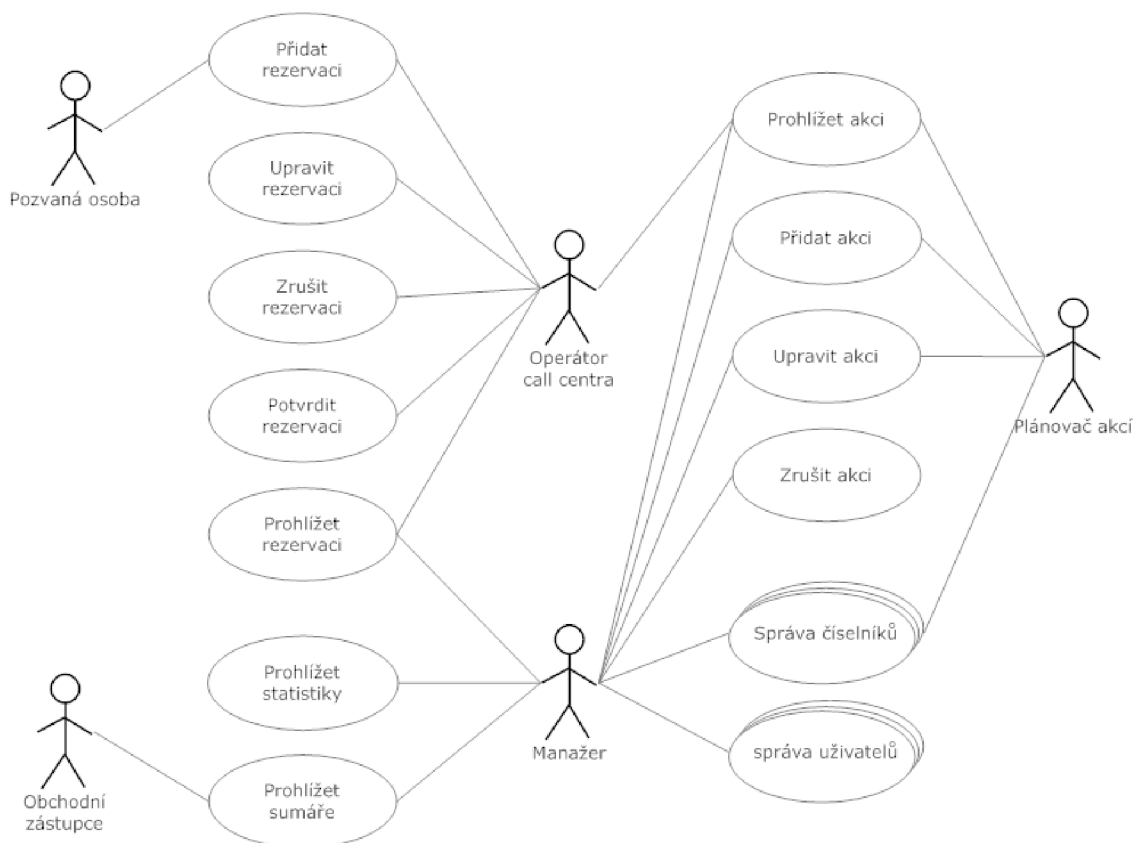 Přidat
rezervaci
Pozvaná osoba
Upravit
rezervaci
Zrušit
rezervaci
Potvrdit
rezervaci
Prohlížet
rezervaci
Prohlížet
statistiky
Prohlížet
sumáře
Obchodní
zástupce
Operátor
call centra
Manažer
Prohlížet akci
Přidat akci
Upravit akci
Zrušit akci
Správa číselníků
správa uživatelů
Plánovač akcí